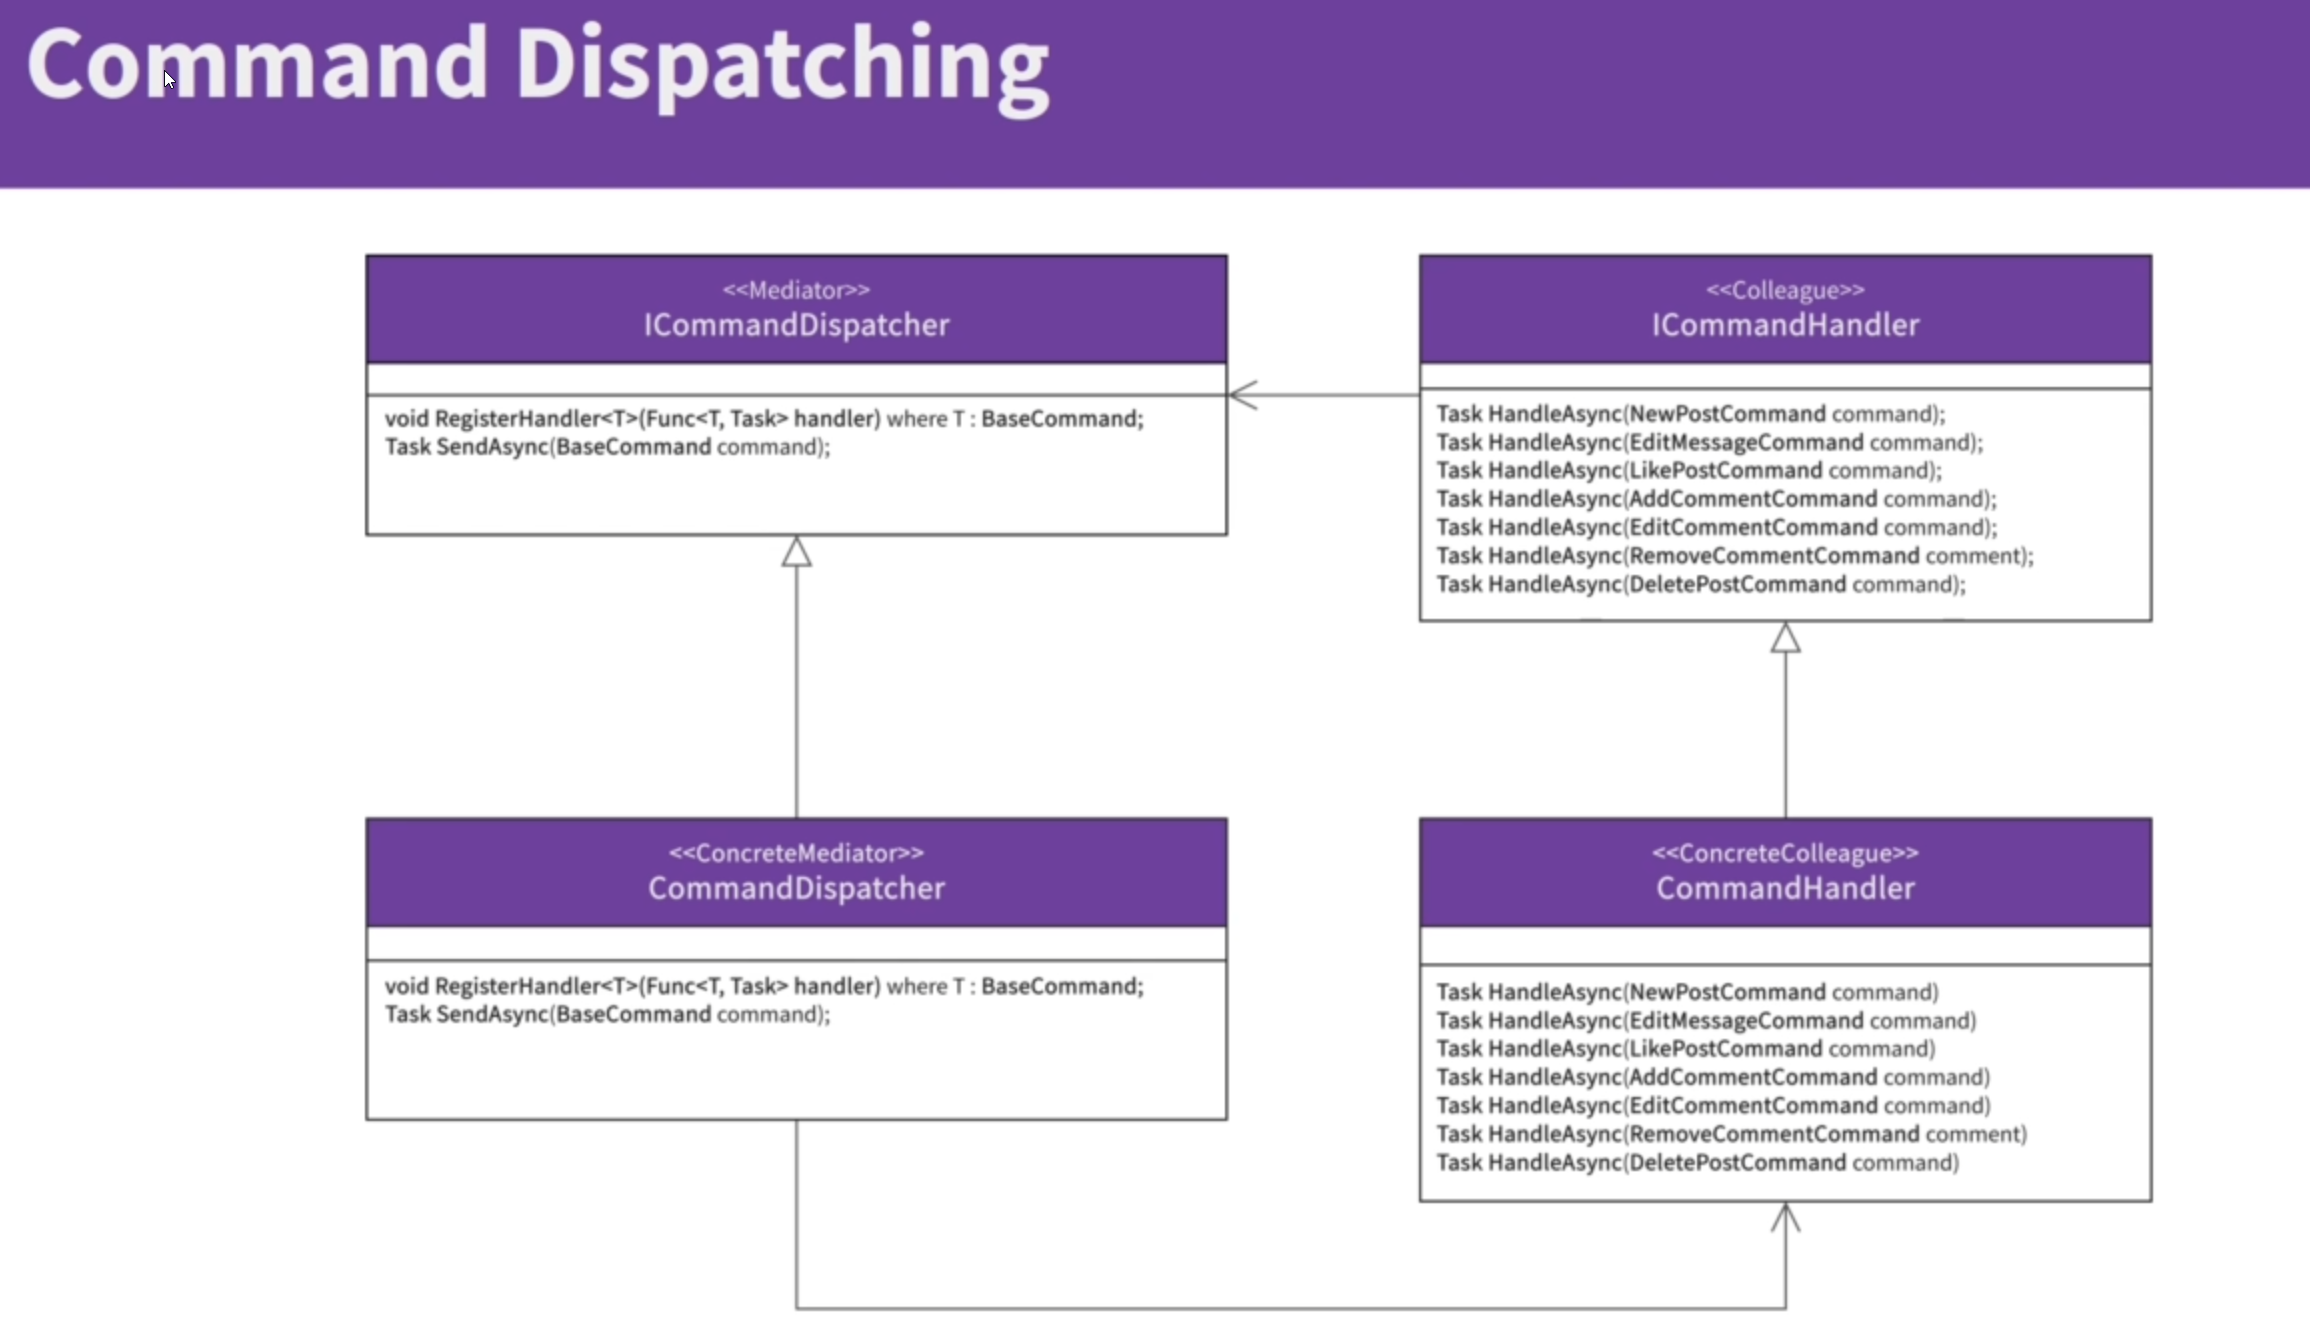 Command Dispatching
<<Mediator>>
ICommandDispatcher
void RegisterHandler<T>(Func<T, Task> handler) where T : BaseCommand;
Task SendAsync(BaseCommand command);
<<Colleague>>
ICommandHandler
Task HandleAsync(NewPostCommand command);
Task HandleAsync(EditMessageCommand command);
Task HandleAsync(LikePostCommand command);
Task HandleAsync(AddCommentCommand command);
Task HandleAsync(EditCommentCommand command);
Task HandleAsync(RemoveCommentCommand comment);
Task HandleAsync(DeletePostCommand command);
<<ConcreteMediator>>
CommandDispatcher
void RegisterHandler<T>(Func<T, Task> handler) where T : BaseCommand;
Task SendAsync(BaseCommand command);
<<ConcreteColleague>>
CommandHandler
Task HandleAsync(NewPostCommand command)
Task HandleAsync(EditMessageCommand command)
Task HandleAsync(LikePostCommand command)
Task HandleAsync(AddCommentCommand command)
Task HandleAsync(EditCommentCommand command)
Task HandleAsync(RemoveCommentCommand comment)
Task HandleAsync(DeletePostCommand command)